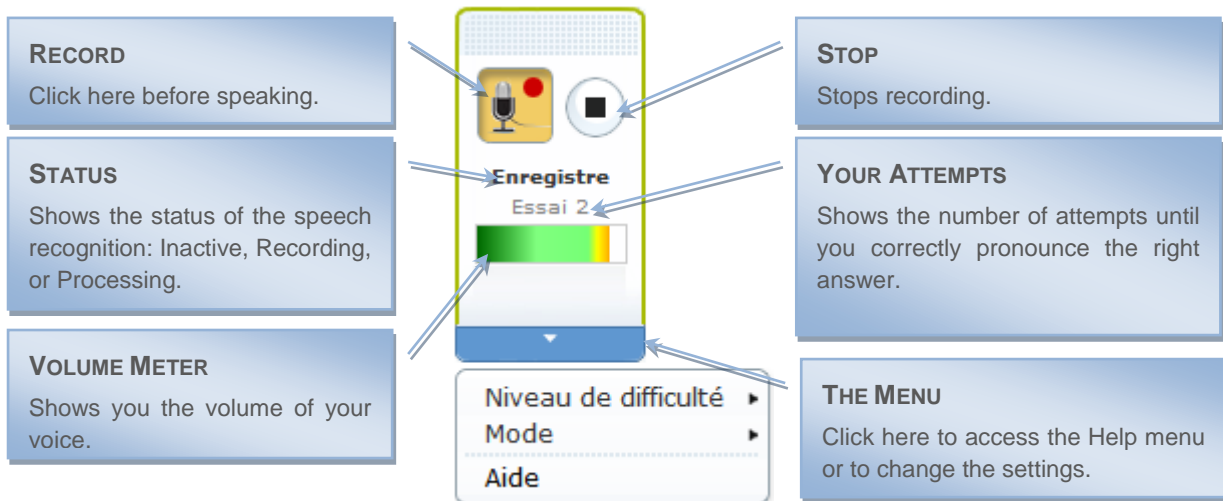 RECORD
Click here before speaking.
STATUS
Shows the status of the speech
recognition: Inactive, Recording,
or Processing.
VOLUME METER
Shows you the volume of your
voice.
Enregistre
Essai 2
Niveau de difficulté
Mode
Aide
STOP
Stops recording.
YOUR ATTEMPTS
Shows the number of attempts until
you correctly pronounce the right
answer.
THE MENU
Click here to access the Help menu
or to change the settings.